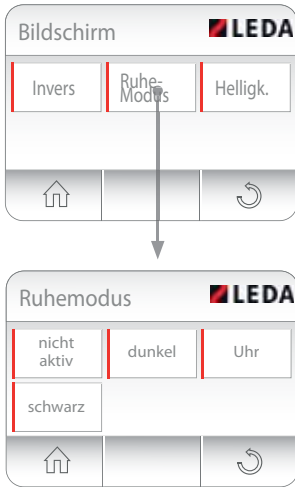 Bildschirm LEDA
Invers
Ruhe-
Modus
Helligk.
Ruhemodus LEDA
nicht
aktiv
dunkel
Uhr
schwarz